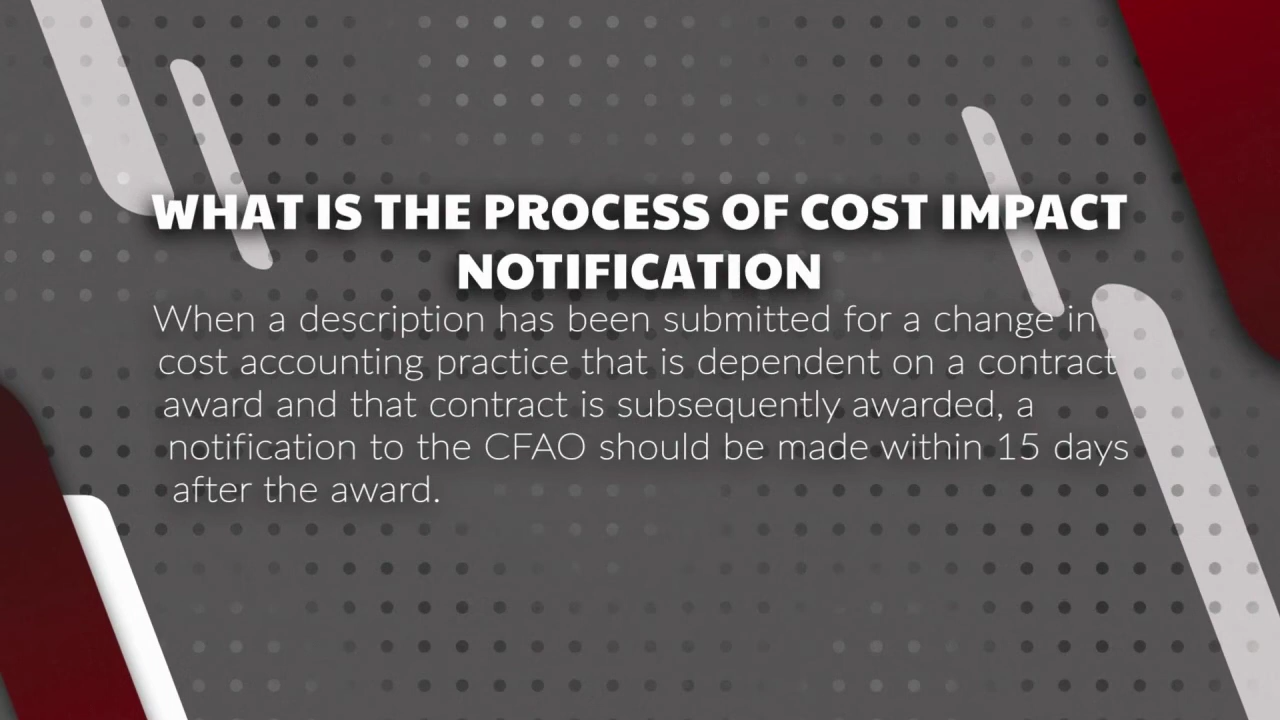 WHAT IS THE PROCESS OF COST IMPACT
NOTIFICATION
When a description has been submitted for a change in
cost accounting practice that is dependent on a contract
award and that contract is subsequently awarded, a
notification to the CFAO should be made within 15 days
after the award.